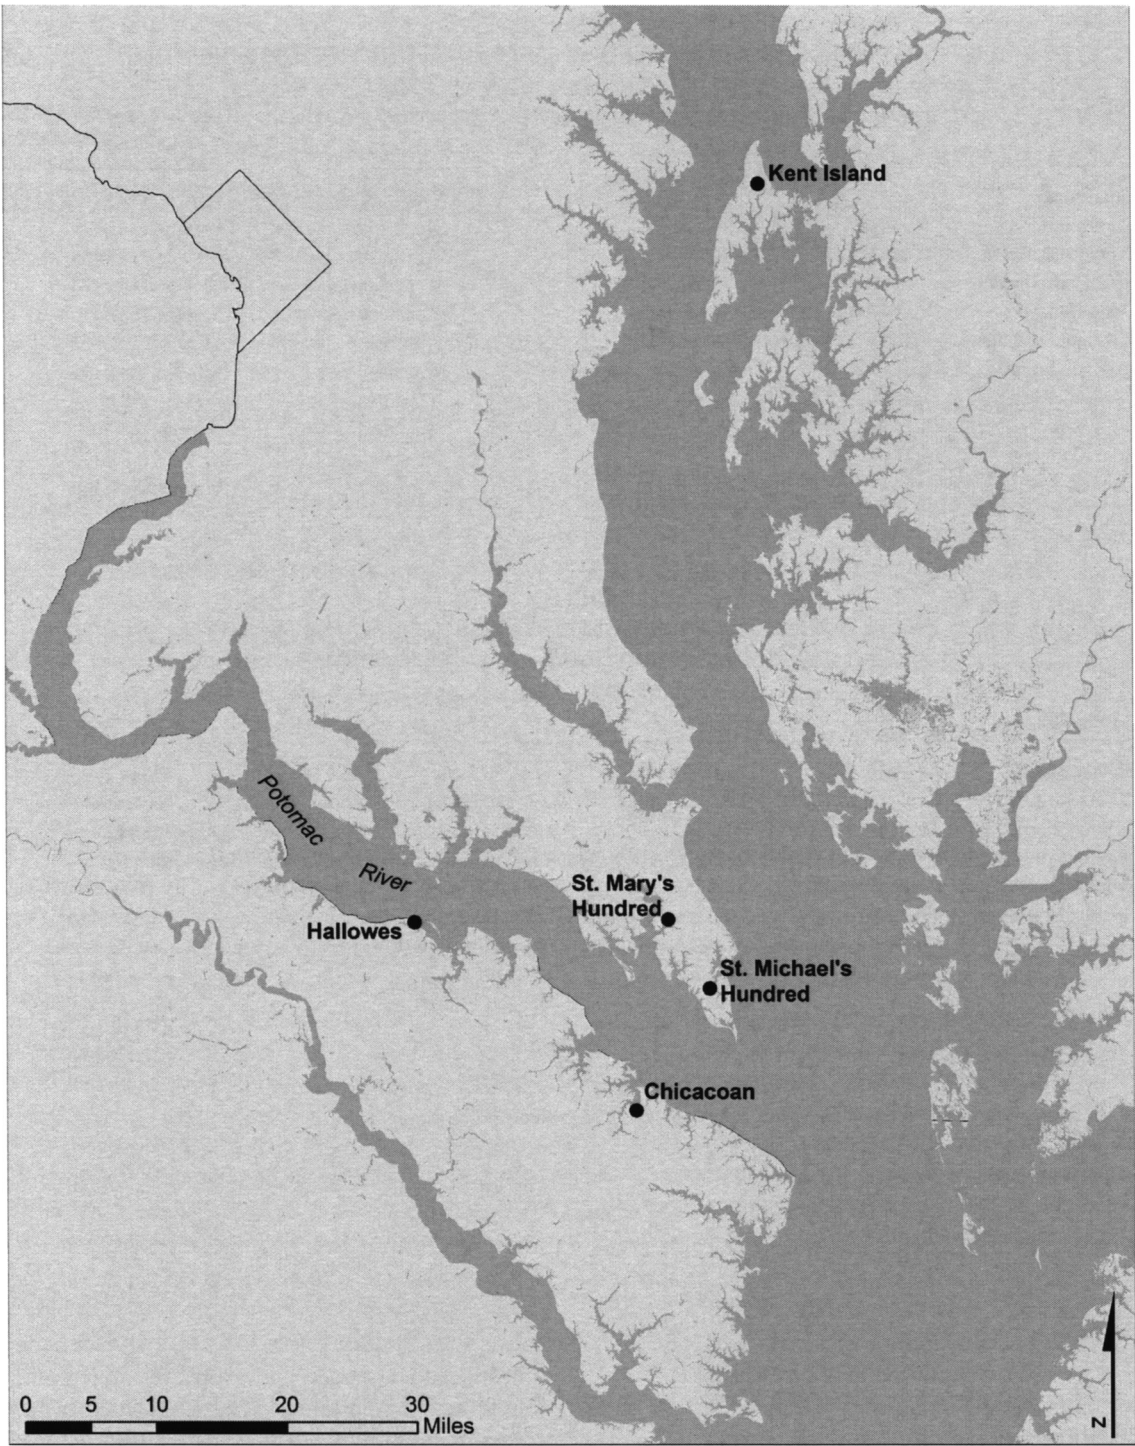 Kent Island
Potomac
River
St. Mary's
Hundred
Hallowes
St. Michael's
Hundred
Chicacoan
0 5 10 20 30
Miles
N